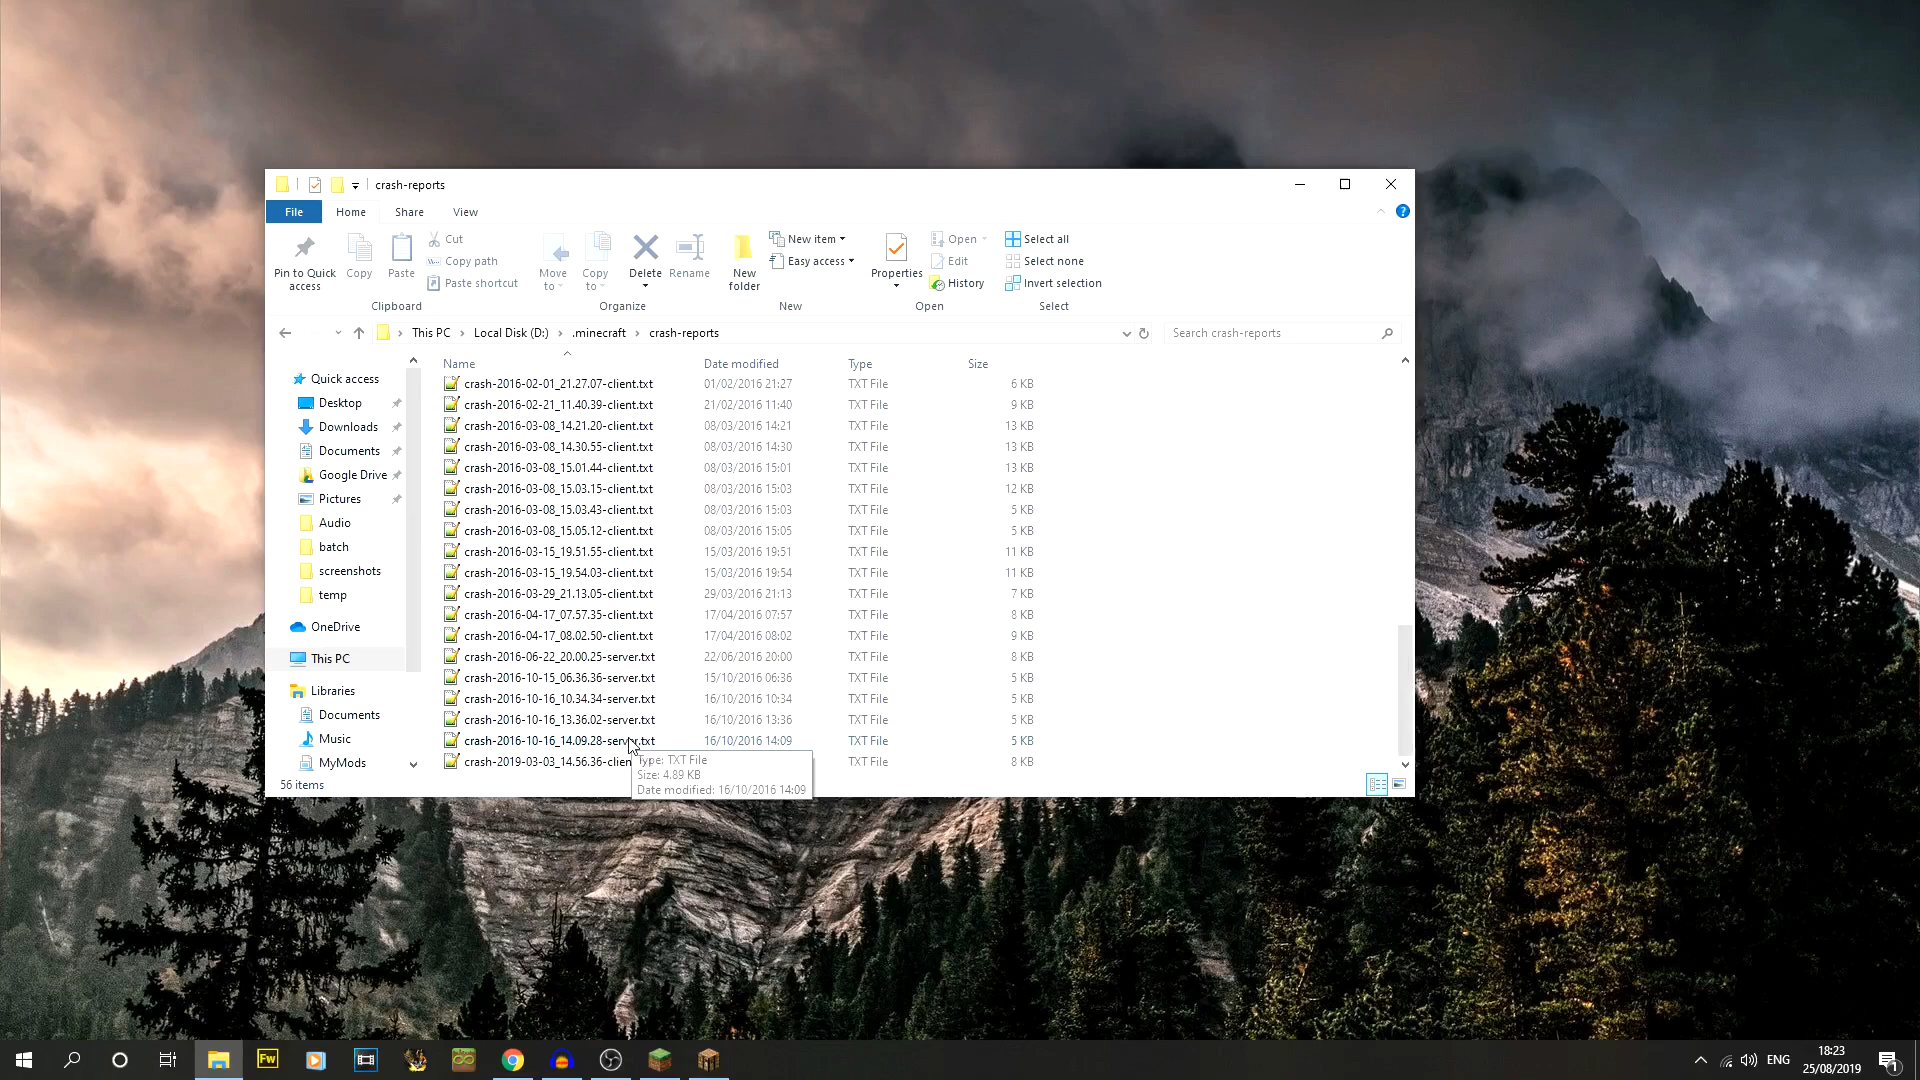 crash-reports
File Home Share View
Pin to Quick access
Copy
Paste
Cut
Copy path
Paste shortcut
Clipboard
Move to
Copy to
Delete
Rename
Organize
New folder
New item
Easy access
New
Properties
Open
Edit
History
Open
Select all
Select none
Invert selection
Select
This PC > Local Disk (D:) > .minecraft > crash-reports
Search crash-reports
Quick access
Desktop
Downloads
Documents
Google Drive
Pictures
Audio
batch
screenshots
temp
OneDrive
This PC
Libraries
Documents
Music
MyMods
Name Date modified Type Size
crash-2016-02-01_21.27.07-client.txt 01/02/2016 21:27 TXT File 6 KB
crash-2016-02-21_11.40.39-client.txt 21/02/2016 11:40 TXT File 9 KB
crash-2016-03-08_14.21.20-client.txt 08/03/2016 14:21 TXT File 13 KB
crash-2016-03-08_14.30.55-client.txt 08/03/2016 14:30 TXT File 13 KB
crash-2016-03-08_15.01.44-client.txt 08/03/2016 15:01 TXT File 13 KB
crash-2016-03-08_15.03.15-client.txt 08/03/2016 15:03 TXT File 12 KB
crash-2016-03-08_15.03.43-client.txt 08/03/2016 15:03 TXT File 5 KB
crash-2016-03-08_15.05.12-client.txt 08/03/2016 15:05 TXT File 5 KB
crash-2016-03-15_19.51.55-client.txt 15/03/2016 19:51 TXT File 11 KB
crash-2016-03-15_19.54.03-client.txt 15/03/2016 19:54 TXT File 11 KB
crash-2016-03-29_21.13.05-client.txt 29/03/2016 21:13 TXT File 7 KB
crash-2016-04-17_07.57.35-client.txt 17/04/2016 07:57 TXT File 8 KB
crash-2016-04-17_08.02.50-client.txt 17/04/2016 08:02 TXT File 9 KB
crash-2016-06-22_20.00.25-server.txt 22/06/2016 20:00 TXT File 8 KB
crash-2016-10-15_06.36.36-server.txt 15/10/2016 06:36 TXT File 5 KB
crash-2016-10-16_10.34.34-server.txt 16/10/2016 10:34 TXT File 5 KB
crash-2016-10-16_13.36.02-server.txt 16/10/2016 13:36 TXT File 5 KB
crash-2016-10-16_14.09.28-server.txt 16/10/2016 14:09 TXT File 5 KB
crash-2019-03-03_14.56.36-clien TXT File 8 KB
Type: TXT File
Size: 4.89 KB
Date modified: 16/10/2016 14:09
56 items
Fw
ENG
18:23
25/08/2019
1